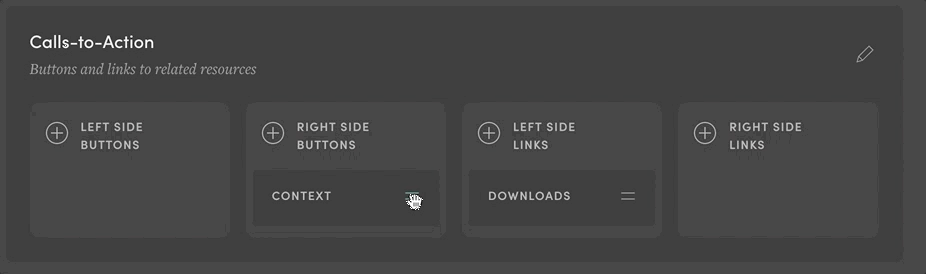 Calls-to-Action
Buttons and links to related resources
LEFT SIDE
BUTTONS
RIGHT SIDE
BUTTONS
CONTEXT
LEFT SIDE
LINKS
DOWNLOADS
RIGHT SIDE
LINKS